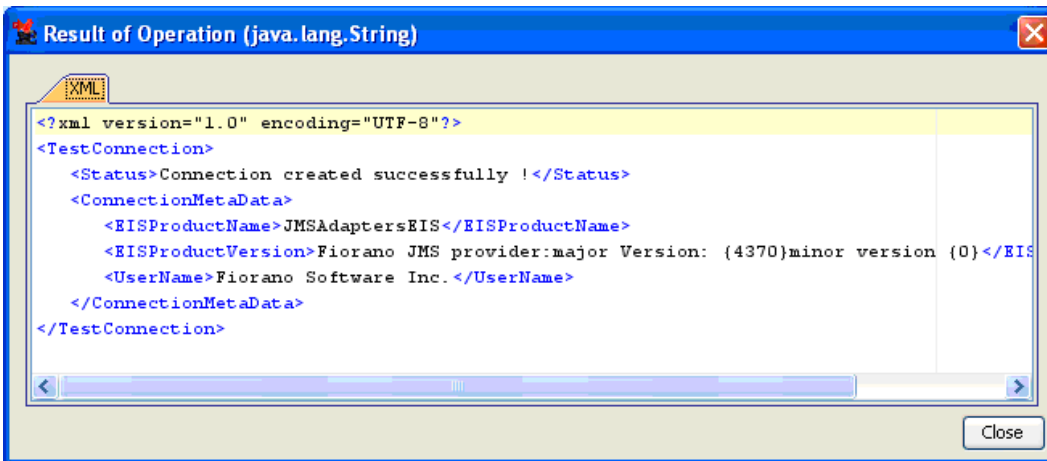 Result of Operation (java.lang.String)
XML
<?xml version="1.0" encoding="UTF-8"?>
<TestConnection>
<Status>Connection created successfully !</Status>
<ConnectionMetaData>
<EISProductName>JMSAdaptersEIS</EISProductName>
<EISProductVersion>Fiorano JMS provider:major Version: {4370}minor version {0}</EIS
<UserName>Fiorano Software Inc.</UserName>
</ConnectionMetaData>
</TestConnection>
Close